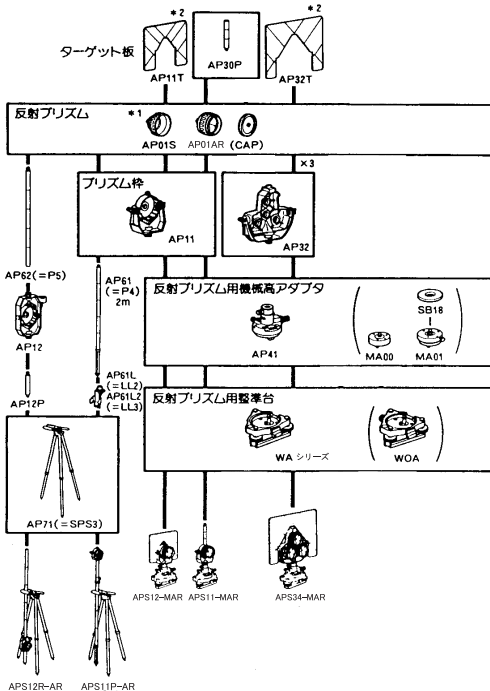 ＊2
＊2
ターゲット板
AP11T
AP30P
AP32T
反射プリズム
＊1
AP01S
AP01AR
(CAP)
×3
プリズム枠
AP11
AP32
AP62(=P5)
AP61
(=P4)
2m
反射プリズム用機械高アダプタ
SB18
AP12
AP41
MA00
MA01
AP12P
AP61L
(=LL2)
AP61L2
(=LL3)
反射プリズム用整準台
WA シリーズ
WOA
AP71(=SPS3)
APS12-MAR
APS11-MAR
APS34-MAR
APS12R-AR
APS11P-AR